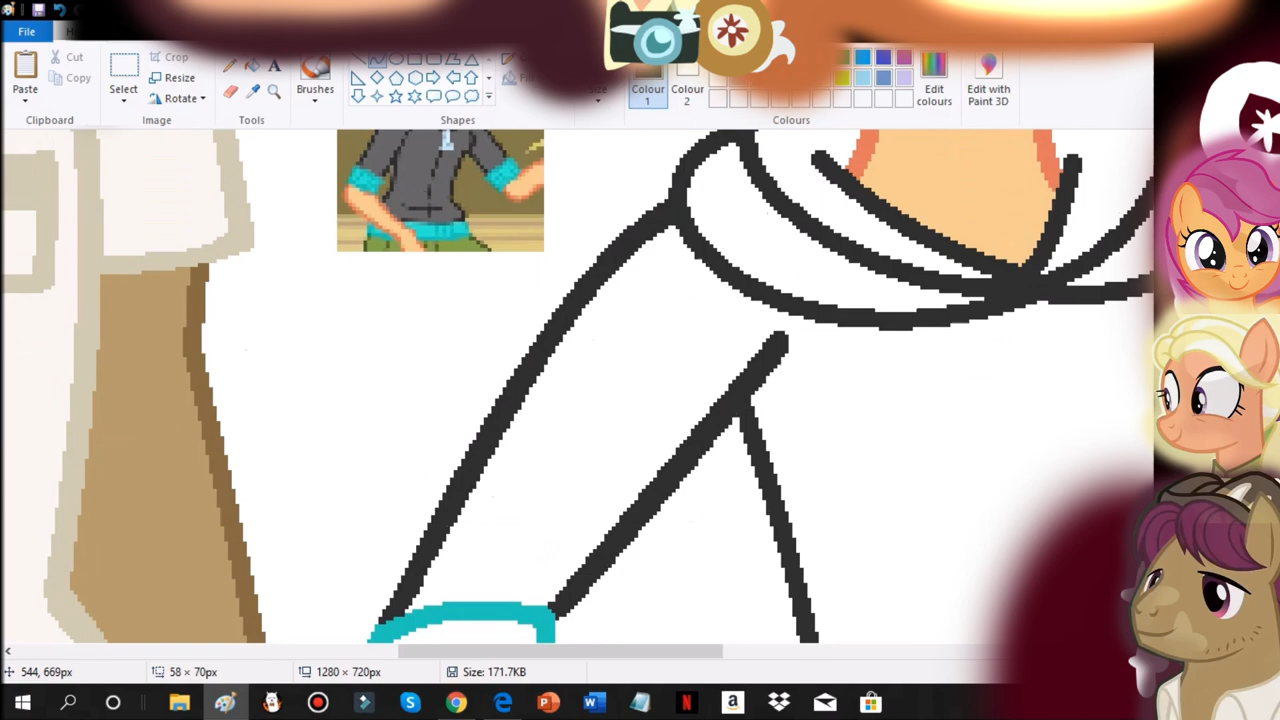 File
Paste
Cut
Copy
Clipboard
Select
Crop
Resize
Rotate
Image
A
Tools
Brushes
Shapes
Colour
1
Colour
2
Edit
colours
Edit with
Paint 3D
Colours
1
544, 669px
58 × 70px
1280 × 720px
Size: 171.7KB